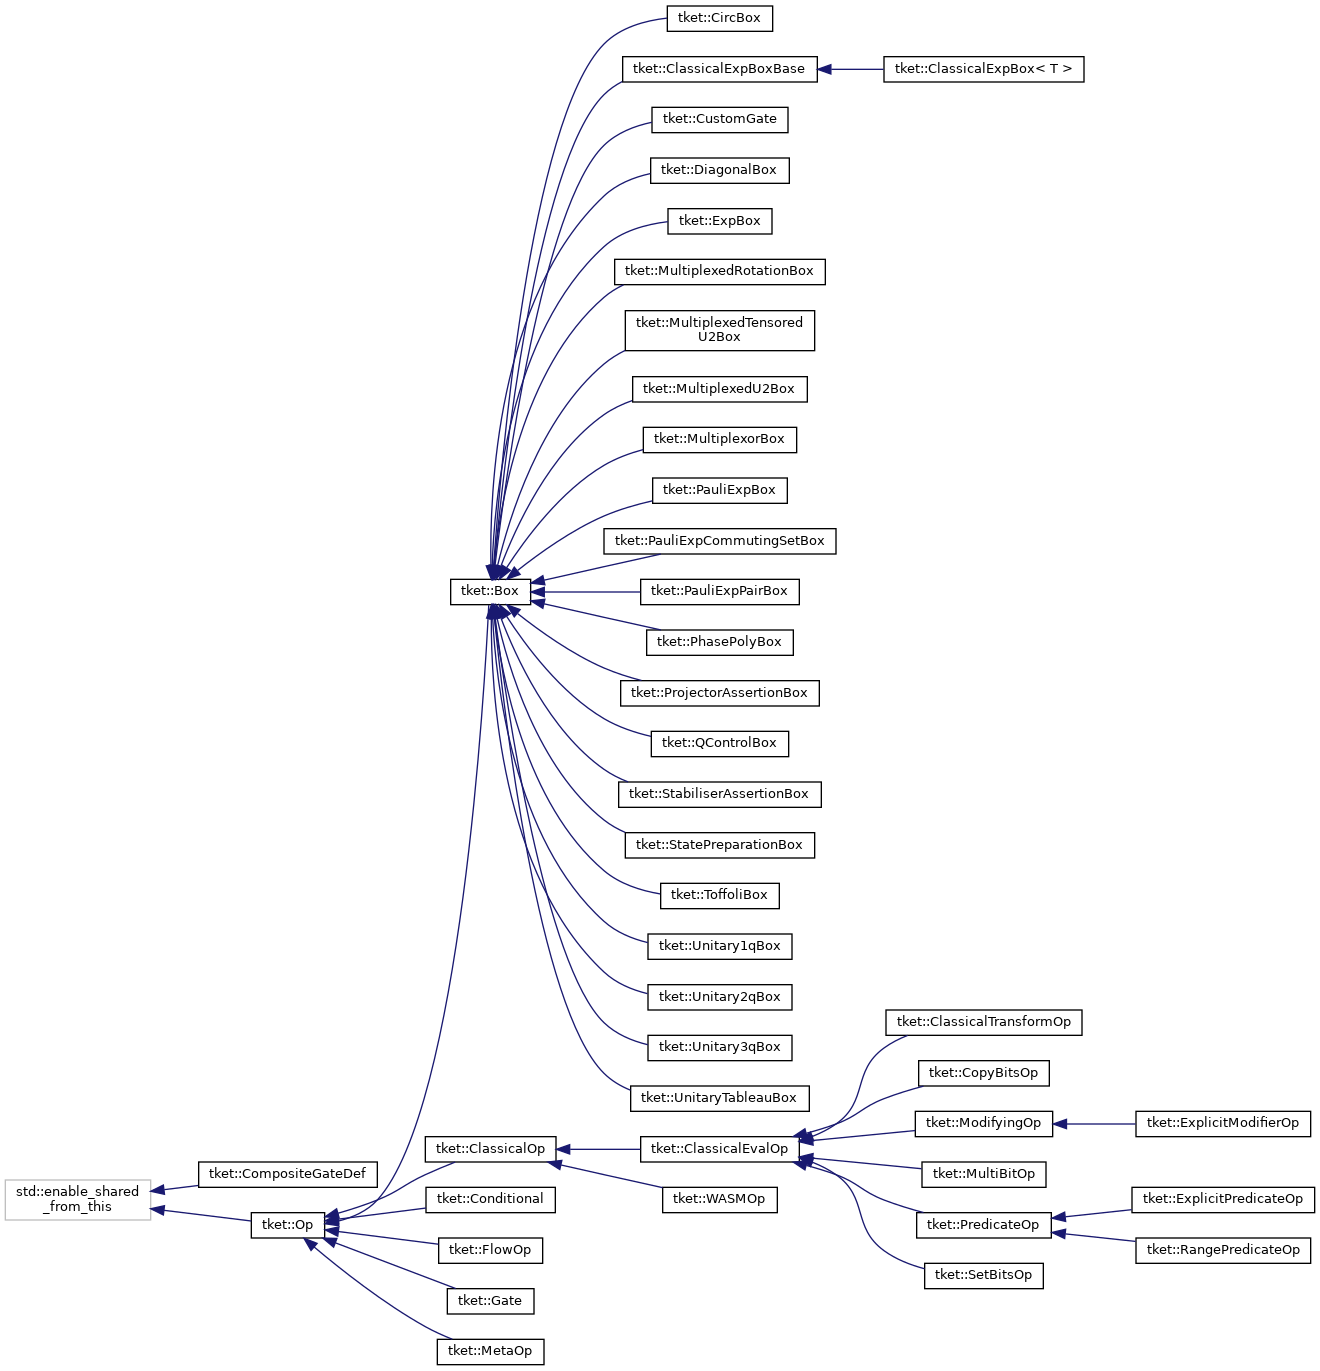 tket::CircBox
tket::ClassicalExpBoxBase
tket::ClassicalExpBox< T >
tket::CustomGate
tket::DiagonalBox
tket::ExpBox
tket::MultiplexedRotationBox
tket::MultiplexedTensored
U2Box
tket::MultiplexedU2Box
tket::MultiplexorBox
tket::PauliExpBox
tket::PauliExpCommutingSetBox
tket::Box
tket::PauliExpPairBox
tket::PhasePolyBox
tket::ProjectorAssertionBox
tket::QControlBox
tket::StabiliserAssertionBox
tket::StatePreparationBox
tket::ToffoliBox
tket::Unitary1qBox
tket::Unitary2qBox
tket::ClassicalTransformOp
tket::Unitary3qBox
tket::CopyBitsOp
tket::UnitaryTableauBox
tket::ModifyingOp
tket::ExplicitModifierOp
tket::ClassicalOp
tket::ClassicalEvalOp
tket::CompositeGateDef
tket::MultiBitOp
std::enable_shared
_from_this
tket::Conditional
tket::WASMOp
tket::ExplicitPredicateOp
tket::Op
tket::PredicateOp
tket::FlowOp
tket::RangePredicateOp
tket::SetBitsOp
tket::Gate
tket::MetaOp